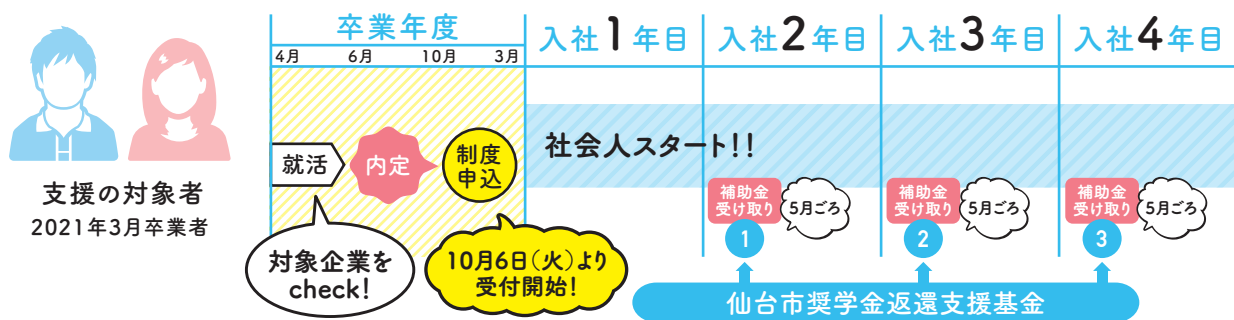 支援の対象者
2021年3月卒業者
卒業年度
4月 6月 10月 3月
就活
内定
制度
申込
対象企業を
check!
10月6日(火)より
受付開始!
入社1年目
入社2年目
入社3年目
入社4年目
社会人スタート!!
補助金
受け取り
5月ごろ
1
補助金
受け取り
5月ごろ
2
補助金
受け取り
5月ごろ
3
仙台市奨学金返還支援基金